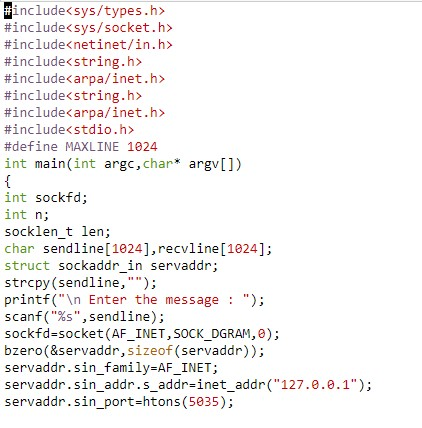 #include<sys/types.h>
#include<sys/socket.h>
#include<netinet/in.h>
#include<string.h>
#include<arpa/inet.h>
#include<string.h>
#include<arpa/inet.h>
#include<stdio.h>
#define MAXLINE 1024
int main(int argc,char* argv[])
{
int sockfd;
int n;
socklen_t len;
char sendline[1024],recvline[1024];
struct sockaddr_in servaddr;
strcpy(sendline,"");
printf("\n Enter the message : ");
scanf("%s",sendline);
sockfd=socket(AF_INET,SOCK_DGRAM,0);
bzero(&servaddr,sizeof(servaddr));
servaddr.sin_family=AF_INET;
servaddr.sin_addr.s_addr=inet_addr("127.0.0.1");
servaddr.sin_port=htons(5035);